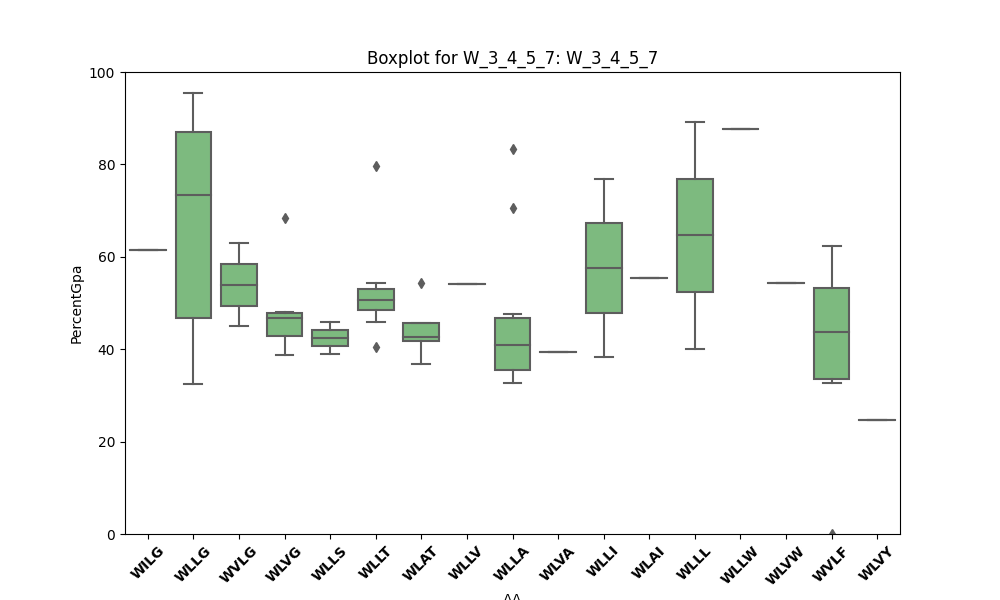 Boxplot for W_3_4_5_7: W_3_4_5_7
PercentGpa
100
80
60
40
20
0
WILG WLLG WVLG WLVG WLLS WLLT WLAT WLLV WLLA WLVA WLLI WLAI WLLL WLLW WLVW WVLF WLVY